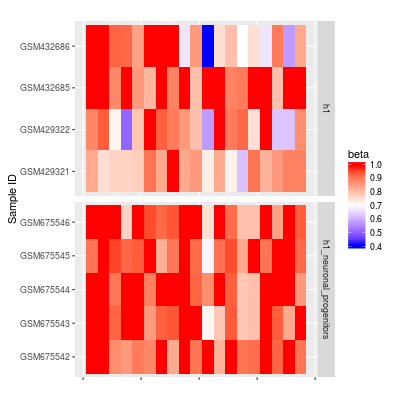 GSM432686
GSM432685
GSM429322
GSM429321
GSM675546
GSM675545
GSM675544
GSM675543
GSM675542
Sample ID
h1
h1_neuronal_progenitors
beta
1.0
0.9
0.8
0.7
0.6
0.5
0.4